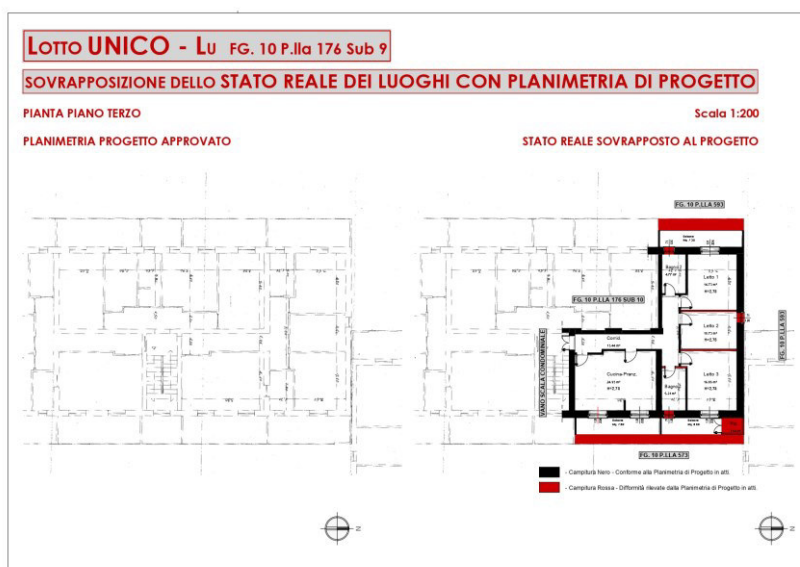 LOTTO UNICO - LU FG. 10 P.lla 176 Sub 9
SOVRAPPOSIZIONE DELLO STATO REALE DEI LUOGHI CON PLANIMETRIA DI PROGETTO
PIANTA PIANO TERZO
Scala 1:200
PLANIMETRIA PROGETTO APPROVATO
STATO REALE SOVRAPPOSTO AL PROGETTO
FG. 10 P.LLA 593
Bagno
Letto 1
FG. 10 P.LLA 176 SUB 10
Letto 2
FG. 10 P.LLA 593
VANO SCALA CONDOMINIALE
Corrid.
Cucina-Pranz.
Letto 3
Bagno
FG. 10 P.LLA 573
- Campitura Nero - Conforme alla Planimetria di Progetto in atti.
- Campitura Rossa - Difformità rilevate dalla Planimetria di Progetto in atti.
N
N